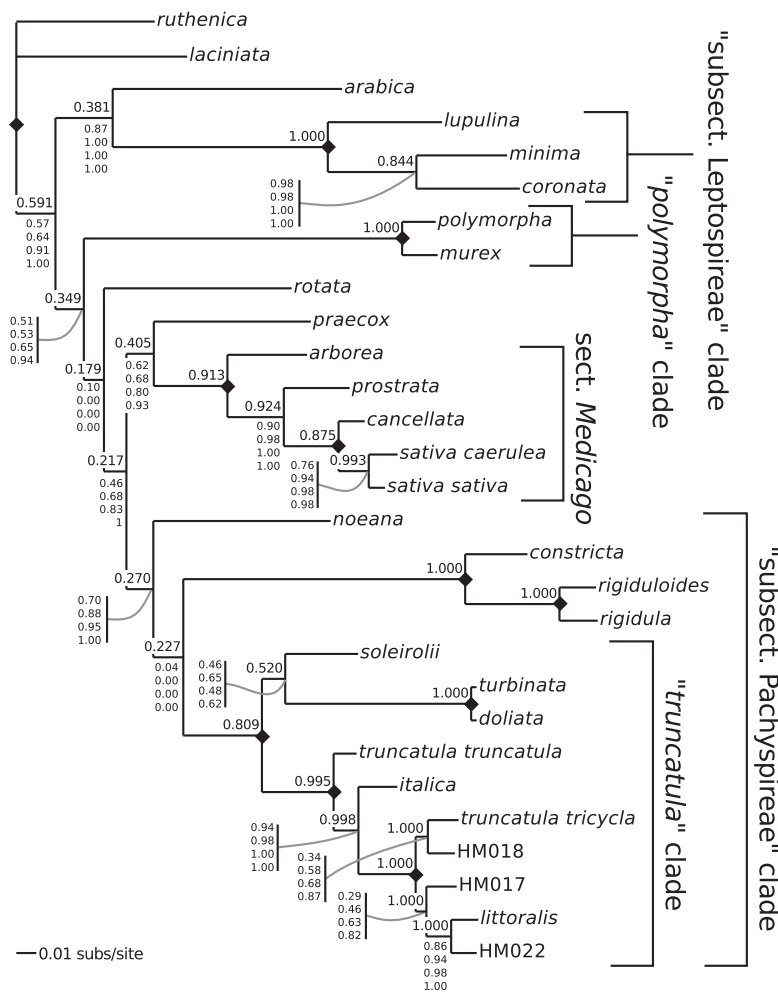 ruthenica
laciniata
arabica
0.381
0.87
1.00
1.00
1.00
lupulina
1.000
minima
0.844
coronata
0.98
0.98
1.00
1.00
"subsect. Leptospireae" clade
0.591
0.57
0.64
0.91
1.00
polymorpha
1.000
murex
"polymorpha" clade
0.349
0.51
0.53
0.65
0.94
rotata
0.179
0.10
0.00
0.00
0.00
praecox
0.405
0.62
0.68
0.80
0.93
arborea
0.913
prostrata
0.924
0.90
0.98
1.00
1.00
cancellata
0.875
sativa caerulea
0.993
0.76
0.94
0.98
0.98
sativa sativa
sect. Medicago
0.217
0.46
0.68
0.83
1
noeana
0.270
0.70
0.88
0.95
1.00
constricta
1.000
rigiduloides
1.000
rigidula
0.227
0.04
0.00
0.00
0.00
soleirolii
0.520
0.46
0.65
0.48
0.62
turbinata
1.000
doliata
0.809
truncatula truncatula
0.995
italica
0.998
0.94
0.98
1.00
1.00
truncatula tricycla
1.000
HM018
0.34
0.58
0.68
0.87
1.000
HM017
1.000
0.29
0.46
0.63
0.82
littoralis
1.000
HM022
0.86
0.94
0.98
1.00
"truncatula" clade
"subsect. Pachyspireae" clade
0.01 subs/site